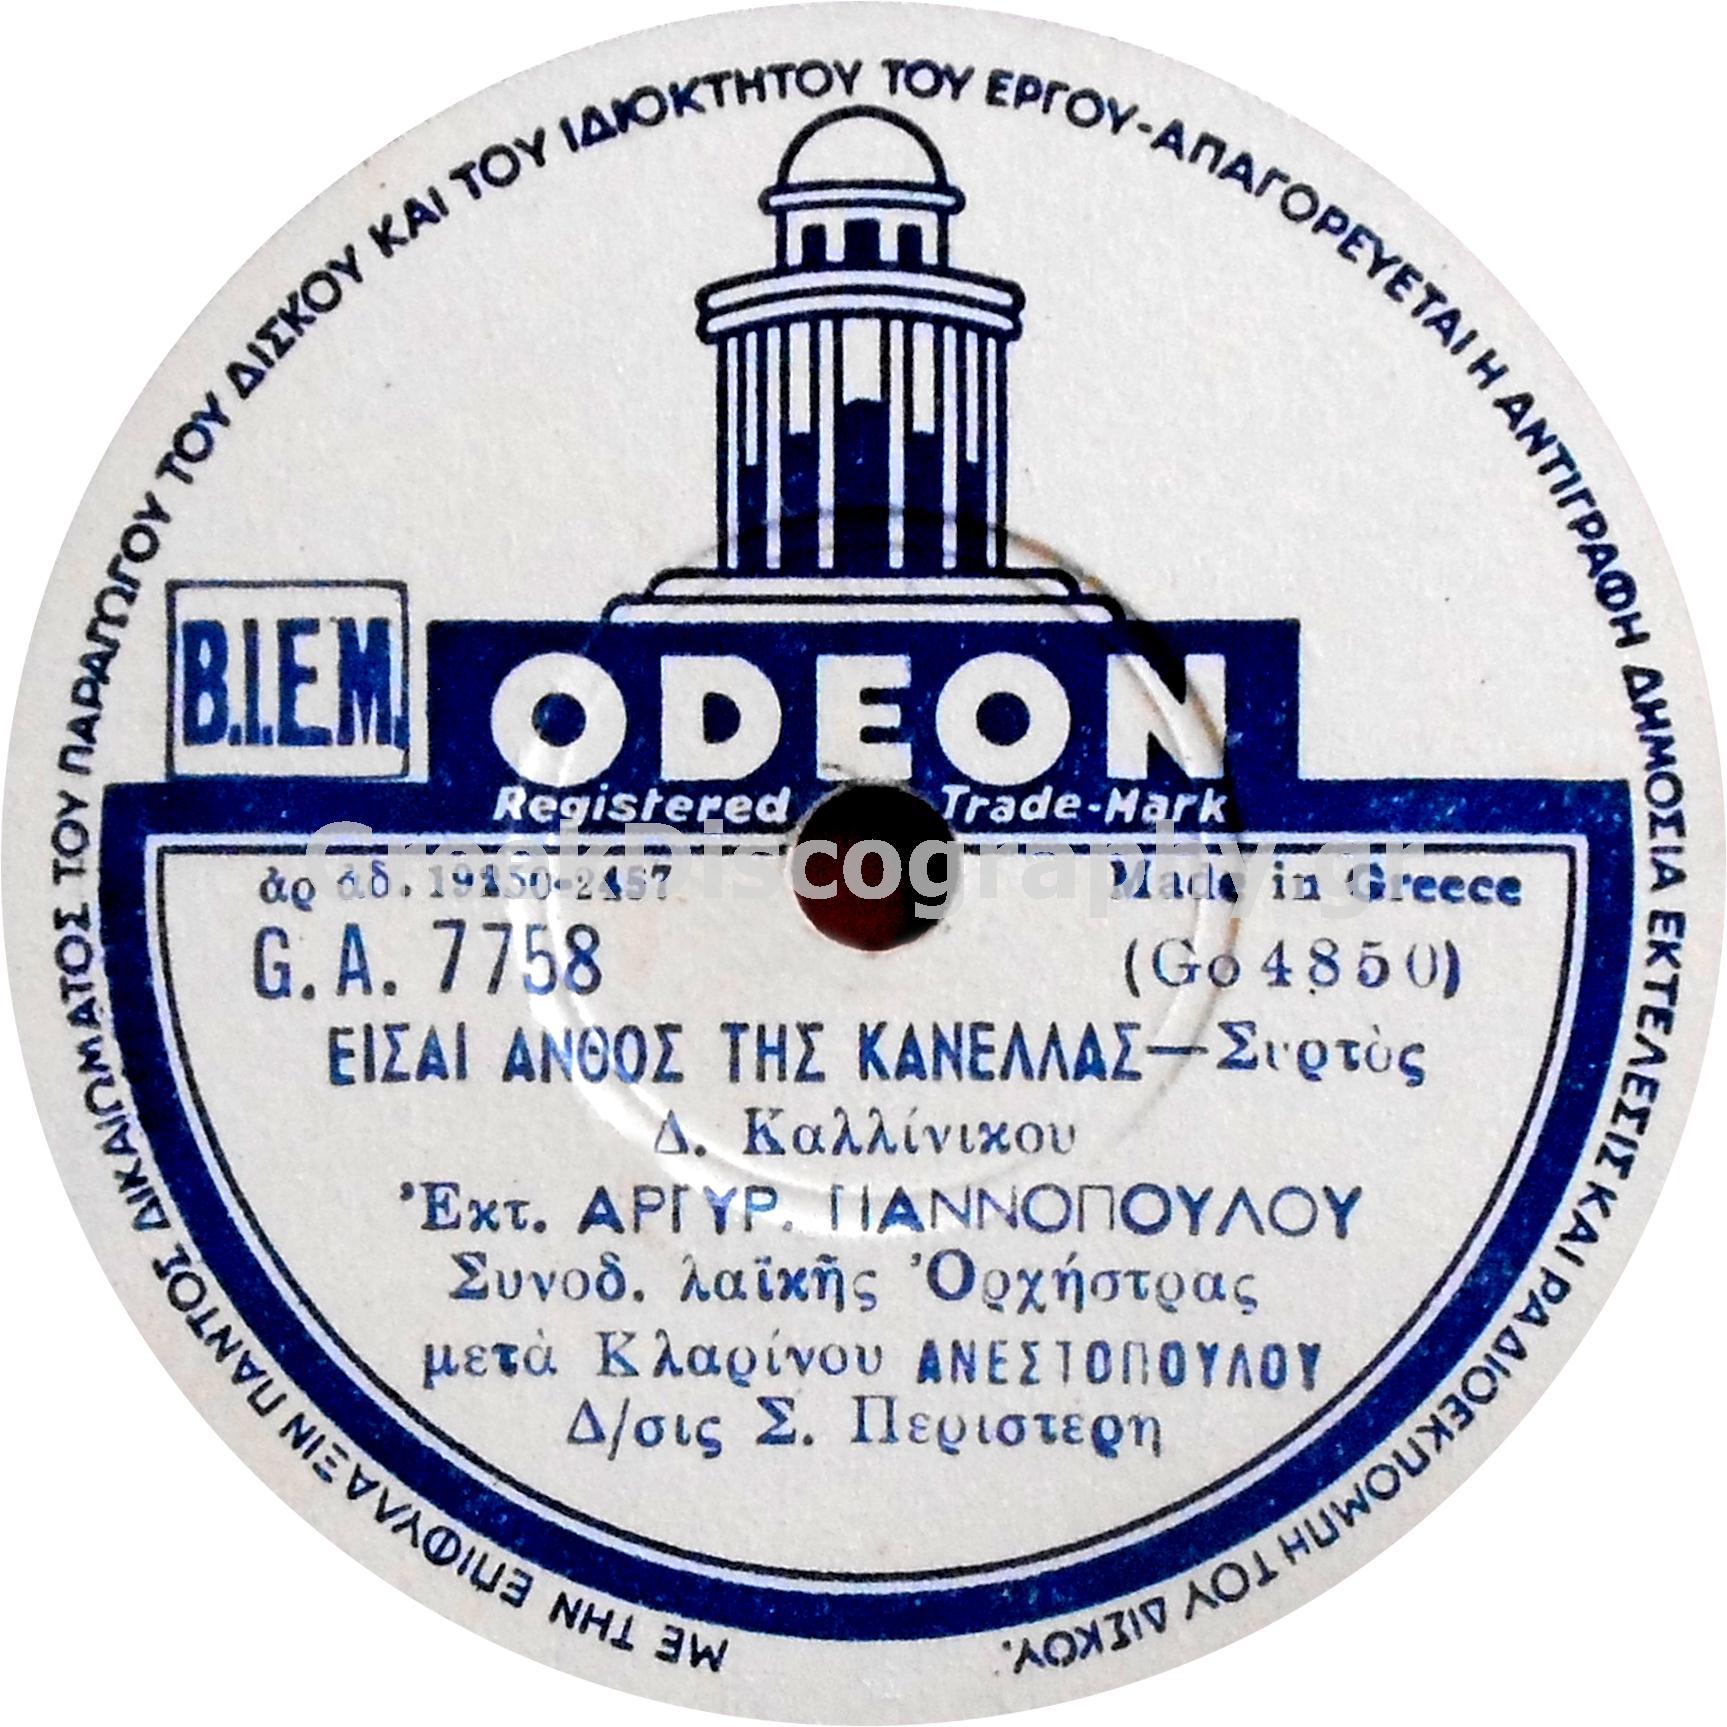 ΜΕ ΤΗΝ ΕΠΙΦΥΛΑΞΙΝ ΠΑΝΤΟΣ ΔΙΚΑΙΩΜΑΤΟΣ ΤΟΥ ΠΑΡΑΓΩΓΟΥ ΤΟΥ ΔΙΣΚΟΥ ΚΑΙ ΤΟΥ ΙΔΙΟΚΤΗΤΟΥ ΤΟΥ ΕΡΓΟΥ-ΑΠΑΓΟΡΕΥΕΤΑΙ Η ΑΝΤΙΓΡΑΦΗ ΔΗΜΟΣΙΑ ΕΚΤΕΛΕΣΙΣ ΚΑΙ ΡΑΔΙΟΕΚΠΟΜΠΗ ΤΟΥ ΔΙΣΚΟΥ.
B.I.E.M.
ODEON
Registered Trade-Mark
GreekDiscography.gr
ἀρ ἀδ. Made in Greece
G.A. 7758 (Go 4850)
ΕΙΣΑΙ ΑΝΘΟΣ ΤΗΣ ΚΑΝΕΛΛΑΣ—Συρτὸς
Δ. Καλλίνικου
Ἐκτ. ΑΡΓΥΡ. ΓΙΑΝΝΟΠΟΥΛΟΥ
Συνοδ. λαϊκῆς Ὀρχήστρας
μετὰ Κλαρίνου ΑΝΕΣΤΟΠΟΥΛΟΥ
Δ/σις Σ. Περιστερη